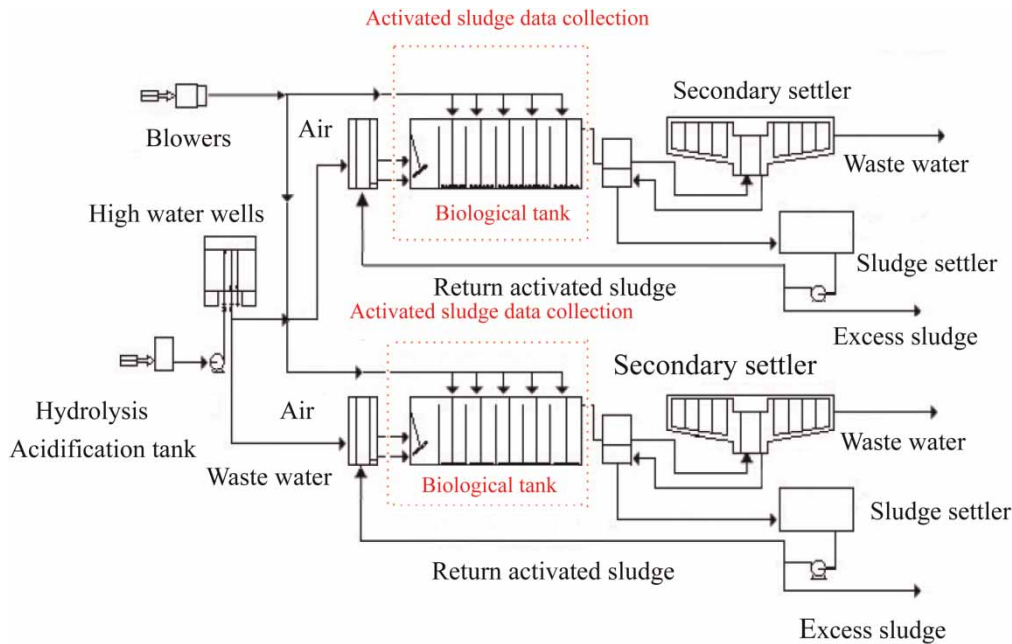 Activated sludge data collection
Secondary settler
Blowers
Air
Waste water
High water wells
Biological tank
Sludge settler
Return activated sludge
Activated sludge data collection
Excess sludge
Secondary settler
Hydrolysis
Acidification tank
Air
Waste water
Waste water
Biological tank
Sludge settler
Return activated sludge
Excess sludge